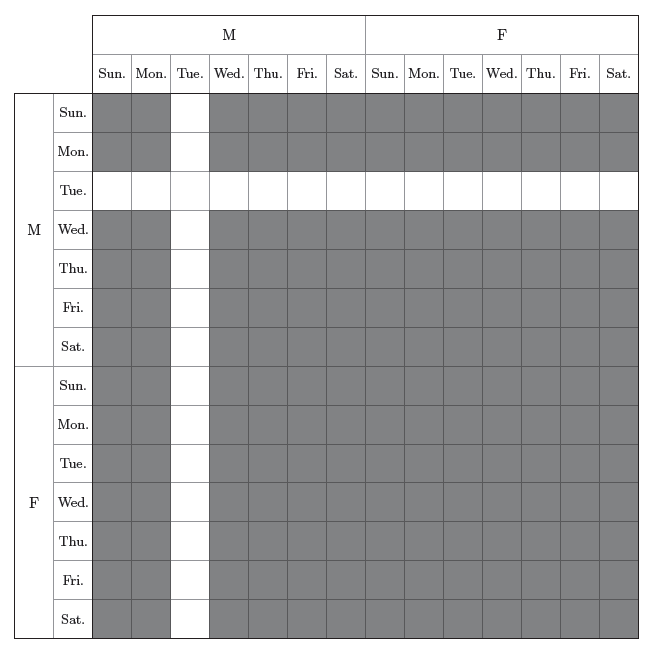 M F
Sun. Mon. Tue. Wed. Thu. Fri. Sat. Sun. Mon. Tue. Wed. Thu. Fri. Sat.
M
Sun.
Mon.
Tue.
Wed.
Thu.
Fri.
Sat.
F
Sun.
Mon.
Tue.
Wed.
Thu.
Fri.
Sat.